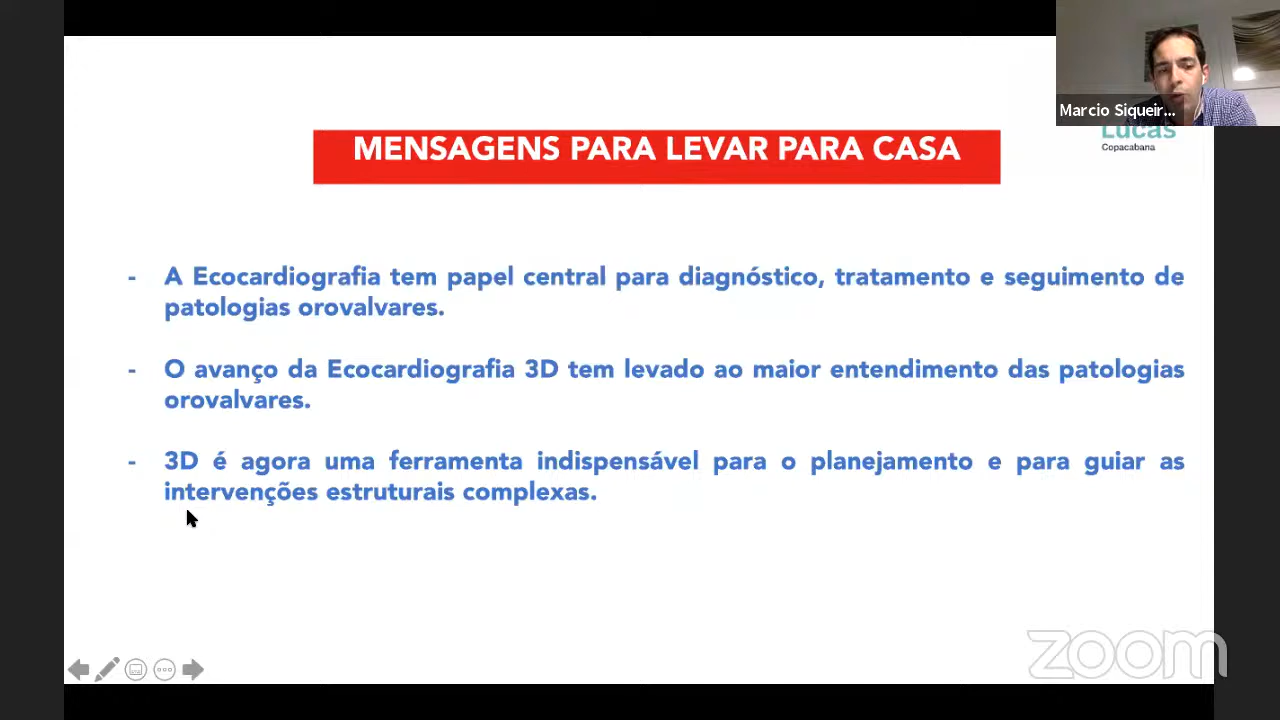 Marcio Siqueir...
Lucas
Copacabana
MENSAGENS PARA LEVAR PARA CASA
- A Ecocardiografia tem papel central para diagnóstico, tratamento e seguimento de
patologias orovalvares.
- O avanço da Ecocardiografia 3D tem levado ao maior entendimento das patologias
orovalvares.
- 3D é agora uma ferramenta indispensável para o planejamento e para guiar as
intervenções estruturais complexas.
zoom